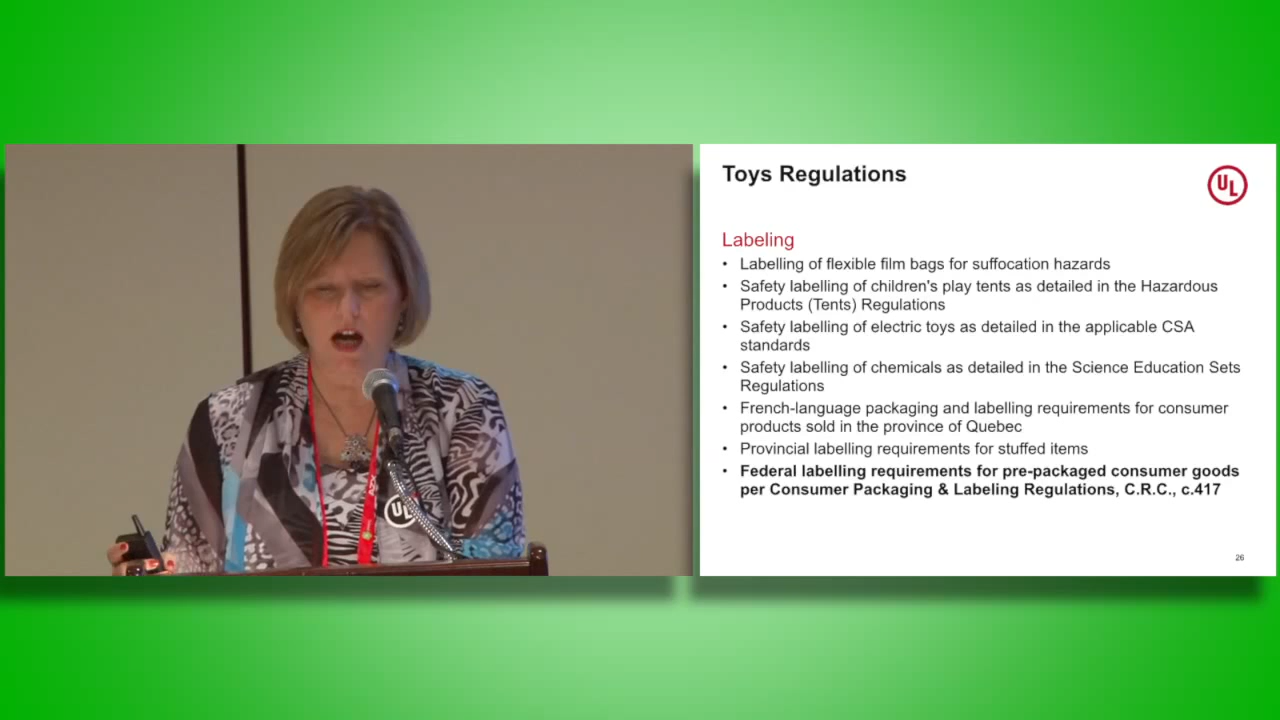 Toys Regulations
UL
Labeling
• Labelling of flexible film bags for suffocation hazards
• Safety labelling of children's play tents as detailed in the Hazardous
Products (Tents) Regulations
• Safety labelling of electric toys as detailed in the applicable CSA
standards
• Safety labelling of chemicals as detailed in the Science Education Sets
Regulations
• French-language packaging and labelling requirements for consumer
products sold in the province of Quebec
• Provincial labelling requirements for stuffed items
• Federal labelling requirements for pre-packaged consumer goods
per Consumer Packaging & Labeling Regulations, C.R.C., c.417
26
UL